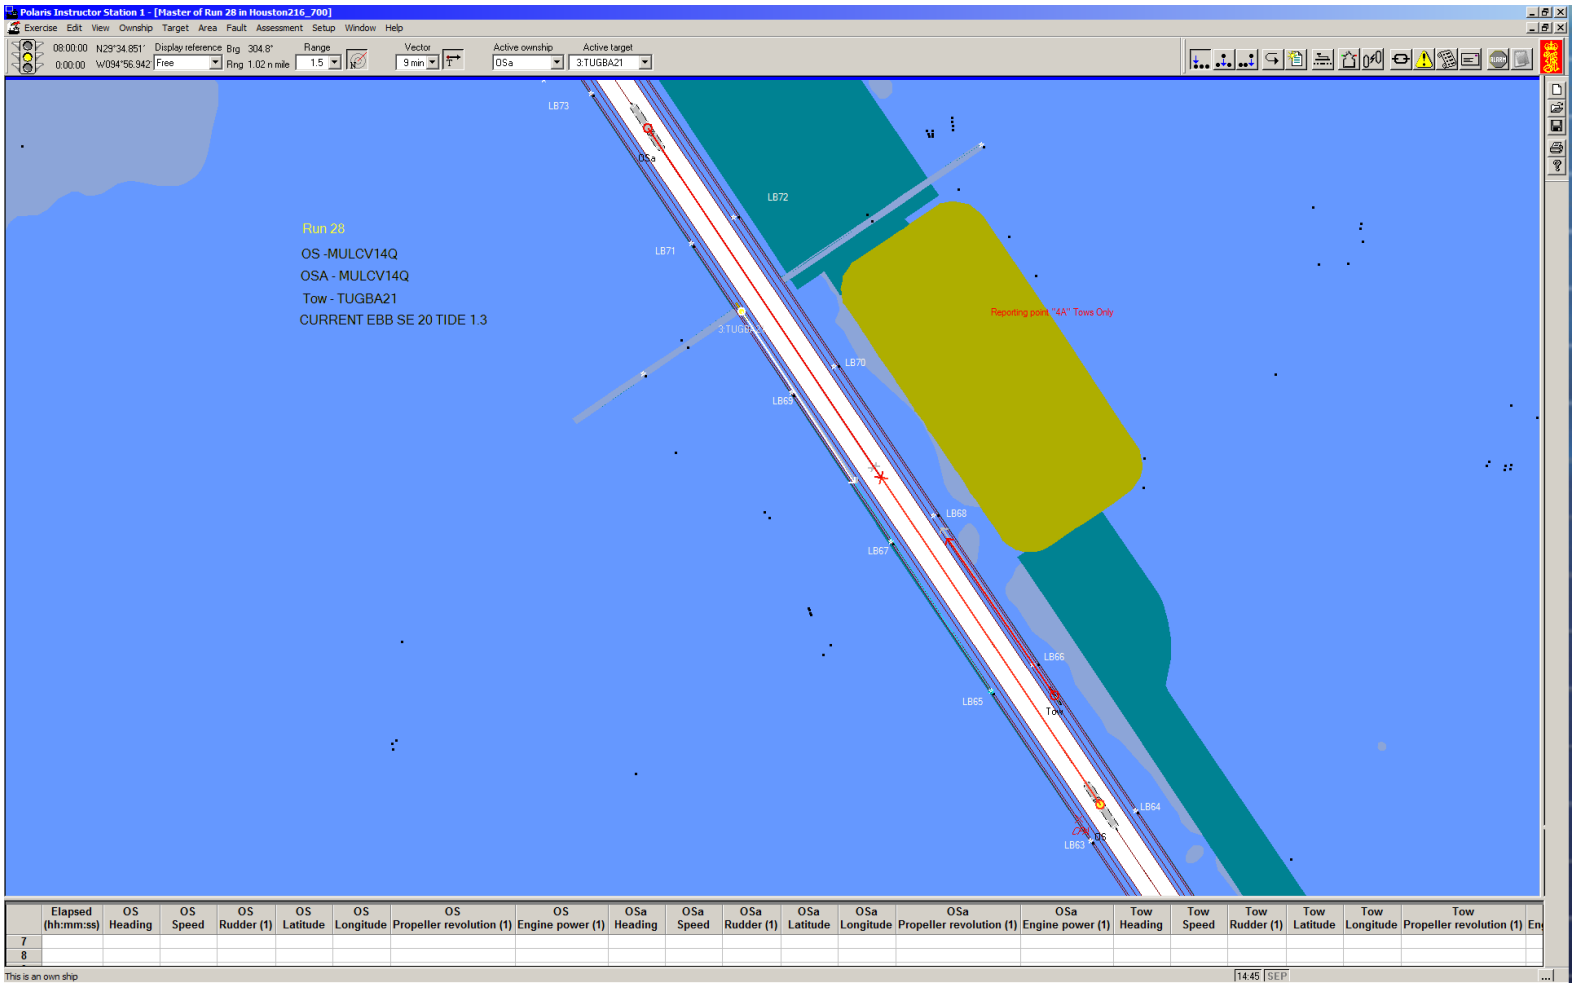 Polaris Instructor Station 1 - [Master of Run 28 in Houston216_700]
Exercise Edit View Ownship Target Area Fault Assessment Setup Window Help
08:00:00 N29°34.851' Display reference Brg 304.8° Range Vector Active ownship Active target
0:00:00 W094°56.942' Free Rng 1.02 n mile 1.5 N 9 min T OSa 3:TUGBA21
ALARM
LB73
OSa
LB72
Run 28
LB71
OS -MULCV14Q
OSA - MULCV14Q
Tow - TUGBA21
CURRENT EBB SE 20 TIDE 1.3
Reporting point "4A" Tows Only
LB70
LB69
LB68
LB67
LB66
LB65
Tow
LB64
OS
LB63
Elapsed (hh:mm:ss) OS Heading OS Speed OS Rudder (1) OS Latitude OS Longitude OS Propeller revolution (1) OS Engine power (1) OSa Heading OSa Speed OSa Rudder (1) OSa Latitude OSa Longitude OSa Propeller revolution (1) OSa Engine power (1) Tow Heading Tow Speed Tow Rudder (1) Tow Latitude Tow Longitude Tow Propeller revolution (1)
7
8
This is an own ship
14:45 SEP